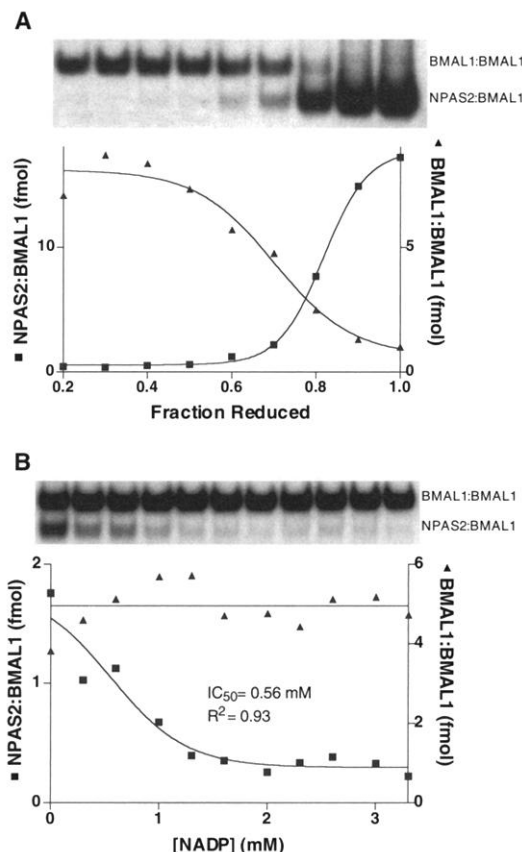 A
BMAL1:BMAL1
NPAS2:BMAL1
■ NPAS2:BMAL1 (fmol)
▲ BMAL1:BMAL1 (fmol)
10
0
10
5
0
0.2
0.4
0.6
0.8
1.0
Fraction Reduced
B
BMAL1:BMAL1
NPAS2:BMAL1
■ NPAS2:BMAL1 (fmol)
▲ BMAL1:BMAL1 (fmol)
2
1
0
6
4
2
0
IC50= 0.56 mM
R2 = 0.93
0
1
2
3
[NADP] (mM)